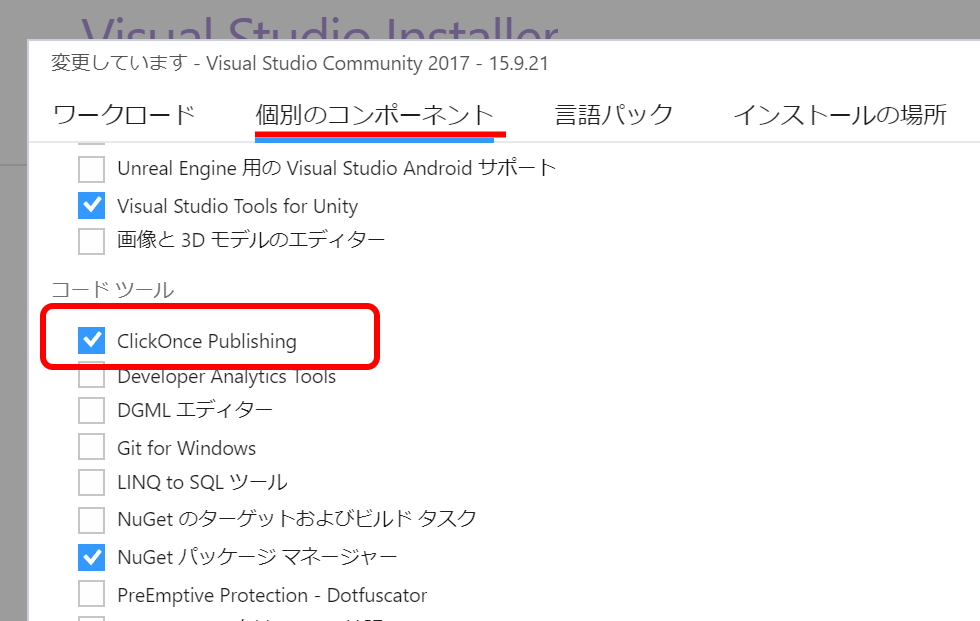 Visual Studio Installer
変更しています - Visual Studio Community 2017 - 15.9.21
ワークロード 個別のコンポーネント 言語パック インストールの場所
Unreal Engine 用の Visual Studio Android サポート
Visual Studio Tools for Unity
画像と 3D モデルのエディター
コード ツール
ClickOnce Publishing
Developer Analytics Tools
DGML エディター
Git for Windows
LINQ to SQL ツール
NuGet のターゲットおよびビルド タスク
NuGet パッケージ マネージャー
PreEmptive Protection - Dotfuscator